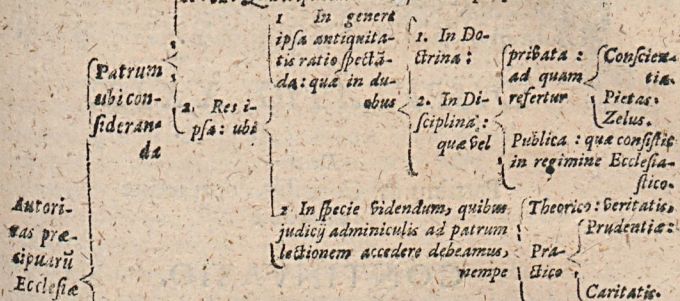 1 In genere
ipſa antiquita-
tis ratio ſpectā-
da: quæ in du-
obus
1. In Do-
ctrina:
2. In Di-
ſciplina:
quæ vel
privata:
ad quam
refertur
Conſcien-
tia.
Pietas.
Zelus.
Publica: quæ conſiſtit
in regimine Eccleſia-
ſtico.
Patrum
ubi con-
ſideran-
da
2. Res i-
pſa: ubi
2 In ſpecie videndum, quibus
judicij adminiculis ad patrum
lectionem accedere debeamus,
nempe
Theorico: veritatis.
Pra-
ctico
Prudentiæ:
Caritatis.
Autori-
tas præ-
cipuarū
Eccleſiæ